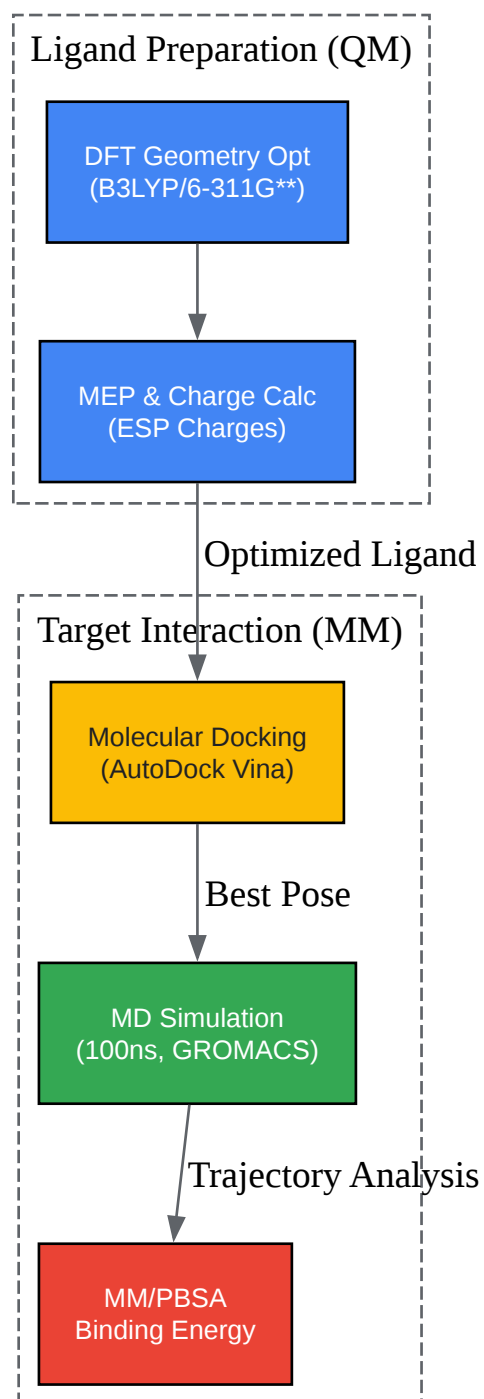 Ligand Preparation (QM)
DFT Geometry Opt
(B3LYP/6-311G**)
MEP & Charge Calc
(ESP Charges)
Optimized Ligand
Target Interaction (MM)
Molecular Docking
(AutoDock Vina)
Best Pose
MD Simulation
(100ns, GROMACS)
Trajectory Analysis
MM/PBSA
Binding Energy